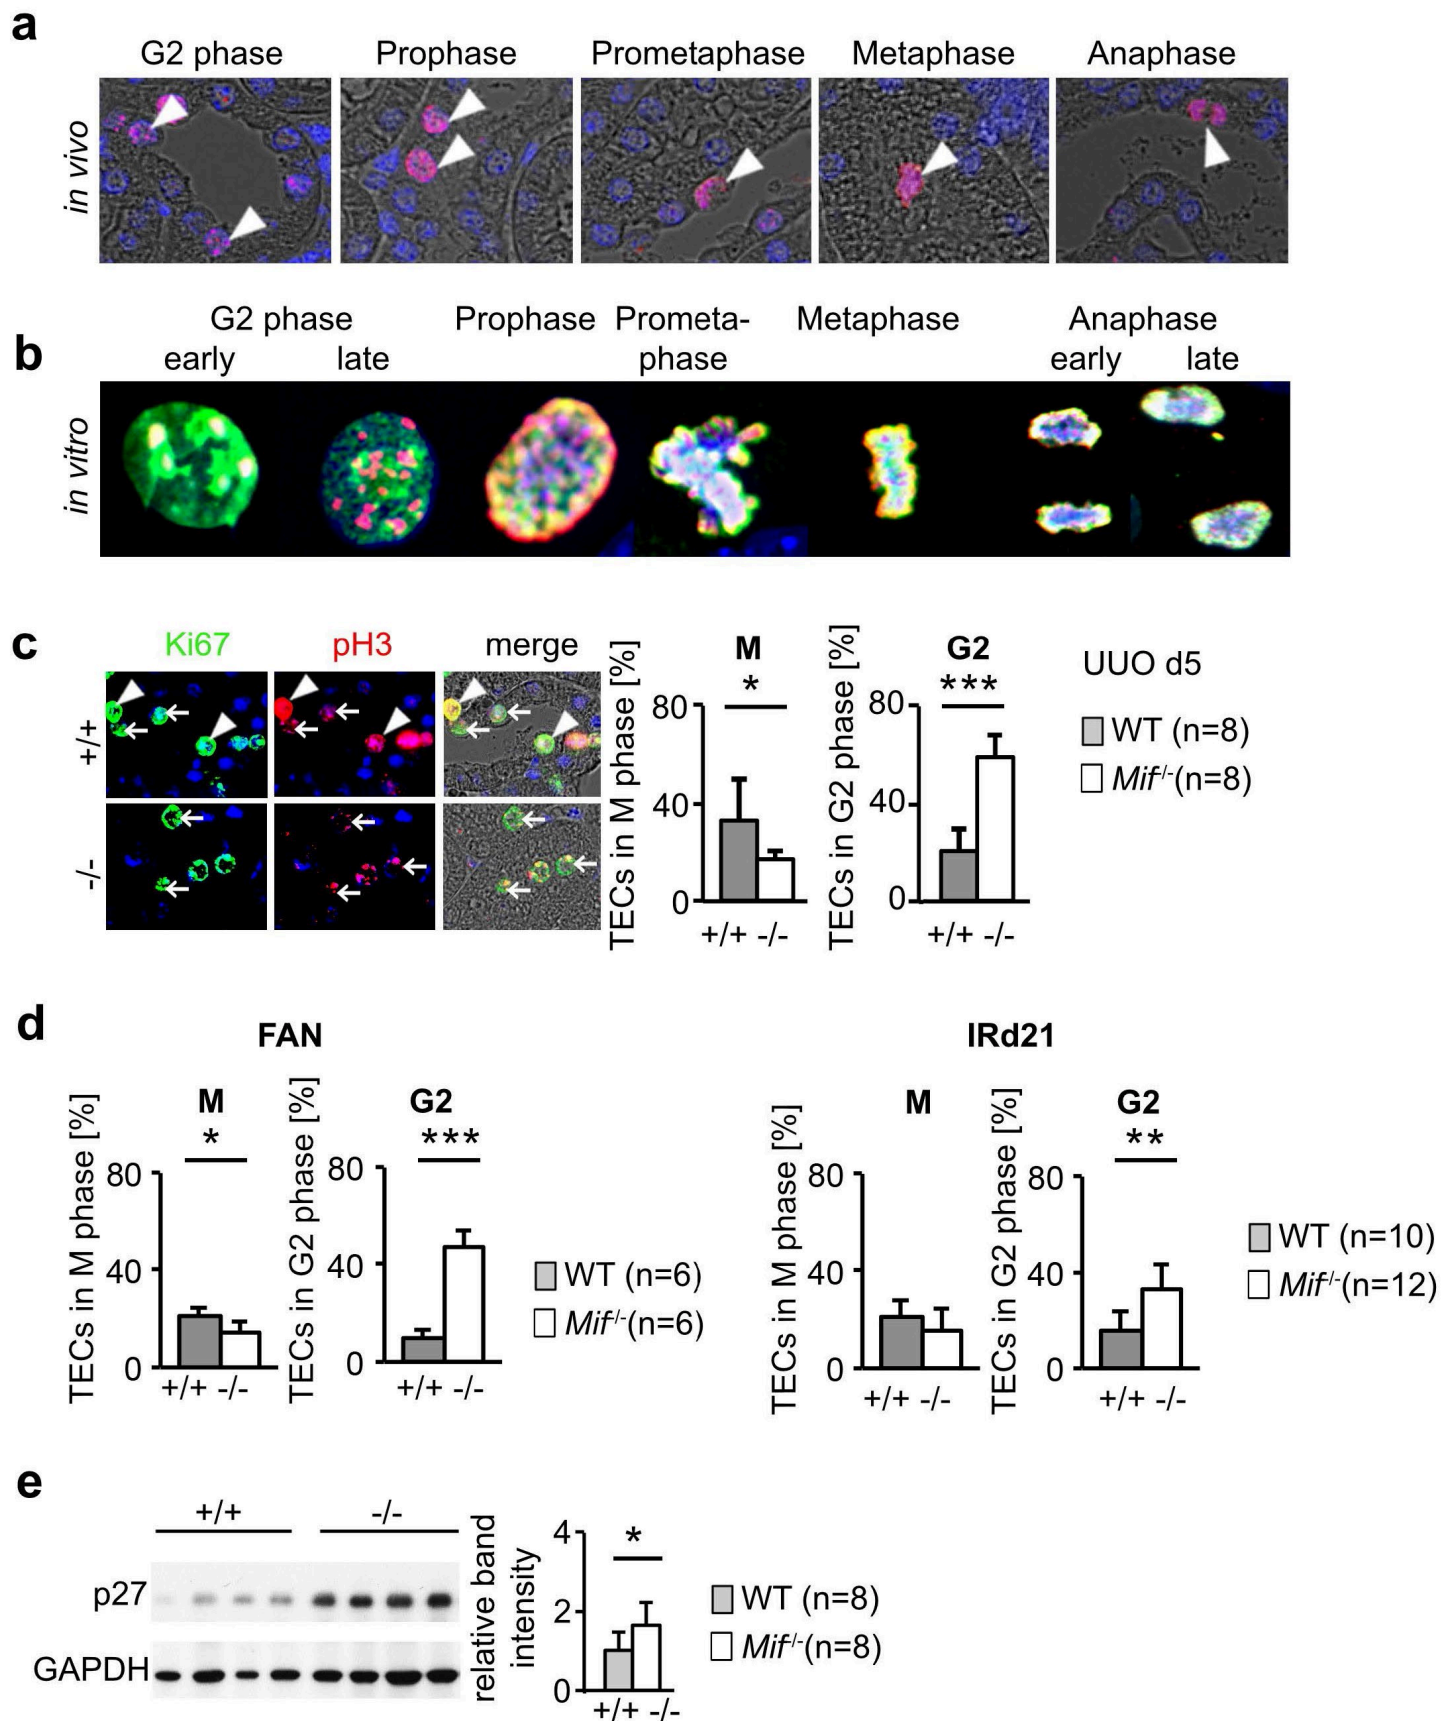 a
G2 phase Prophase Prometaphase Metaphase Anaphase
in vivo
b
G2 phase Prophase Prometa- Metaphase Anaphase
early late phase early late
in vitro
c
Ki67 pH3 merge
+/+
-/-
TECs in M phase [%]
M
*
80
40
0
+/+ -/-
TECs in G2 phase [%]
G2
***
80
40
0
+/+ -/-
UUO d5
WT (n=8)
Mif-/-(n=8)
d
FAN
TECs in M phase [%]
M
*
80
40
0
+/+ -/-
TECs in G2 phase [%]
G2
***
80
40
0
+/+ -/-
WT (n=6)
Mif-/-(n=6)
IRd21
TECs in M phase [%]
M
80
40
0
+/+ -/-
TECs in G2 phase [%]
G2
**
80
40
0
+/+ -/-
WT (n=10)
Mif-/-(n=12)
e
+/+ -/-
p27
GAPDH
relative band
intensity
*
4
2
0
+/+ -/-
WT (n=8)
Mif-/-(n=8)